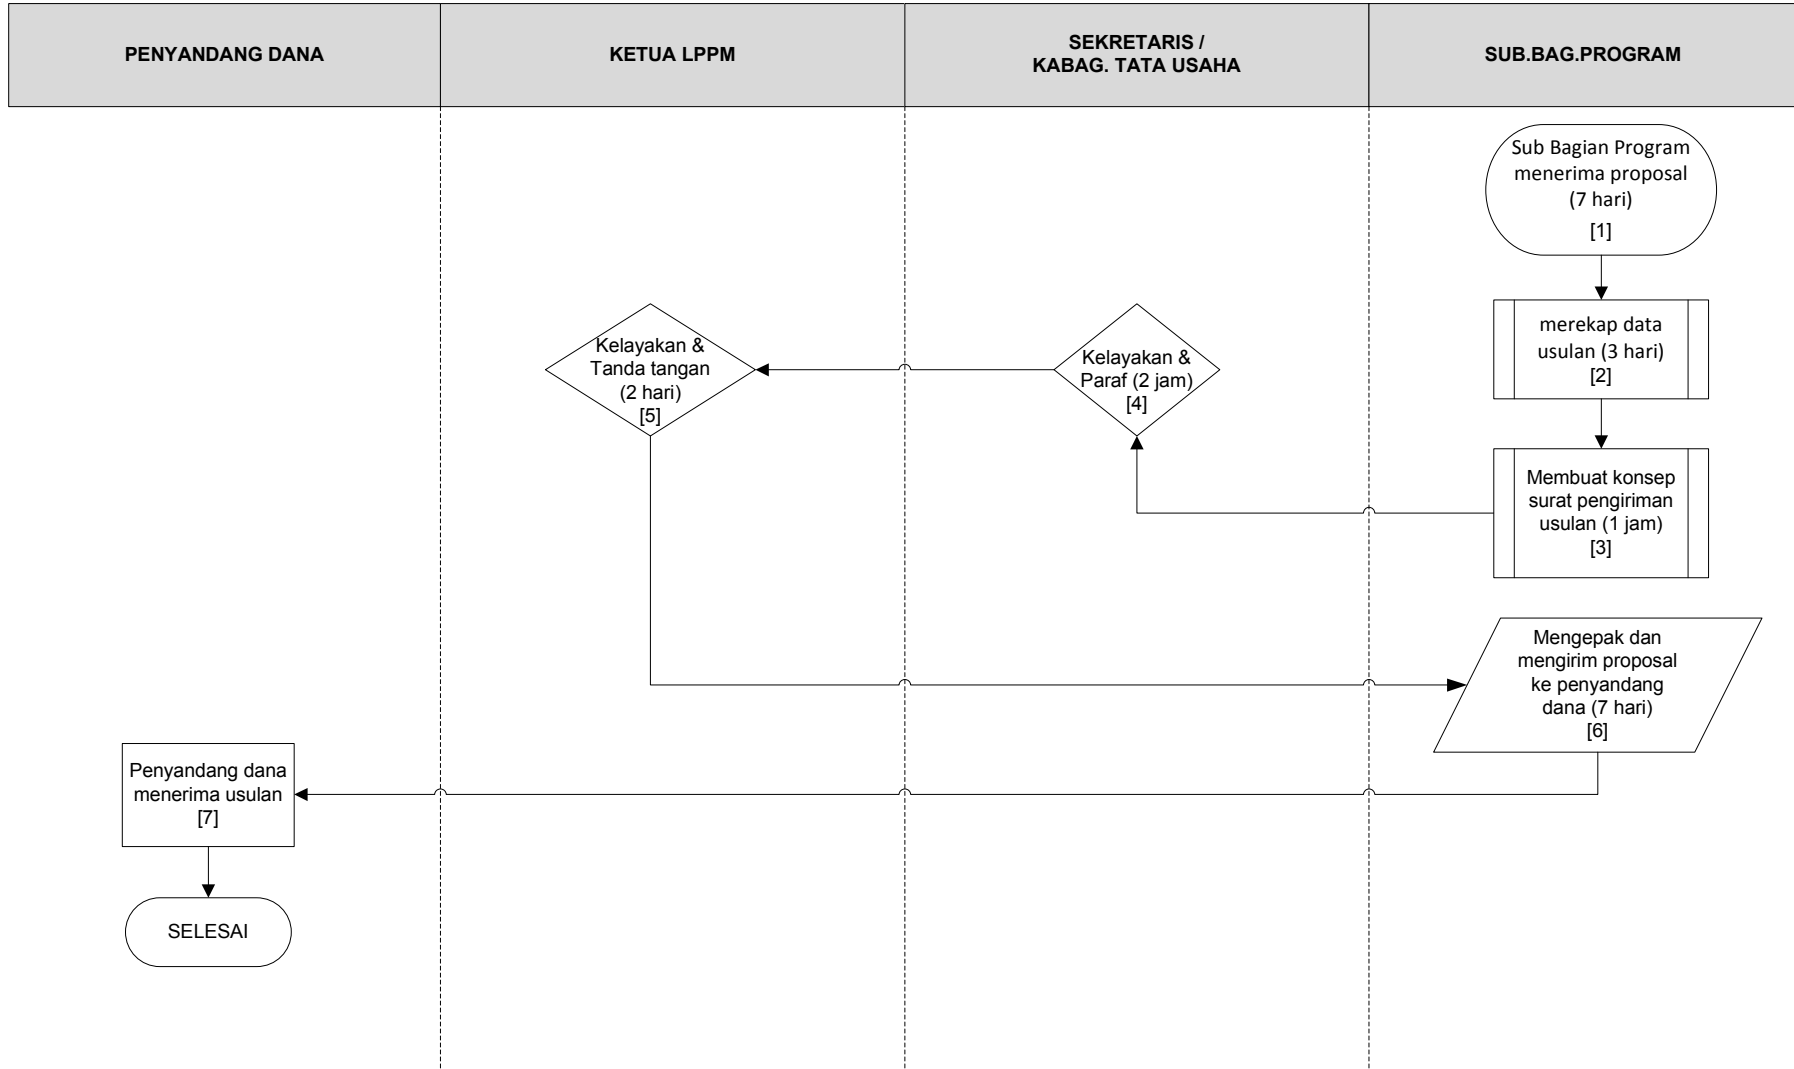 PENYANDANG DANA
KETUA LPPM
SEKRETARIS /
KABAG. TATA USAHA
SUB.BAG.PROGRAM
Sub Bagian Program
menerima proposal
(7 hari)
[1]
merekap data
usulan (3 hari)
[2]
Membuat konsep
surat pengiriman
usulan (1 jam)
[3]
Kelayakan &
Paraf (2 jam)
[4]
Kelayakan &
Tanda tangan
(2 hari)
[5]
Mengepak dan
mengirim proposal
ke penyandang
dana (7 hari)
[6]
Penyandang dana
menerima usulan
[7]
SELESAI